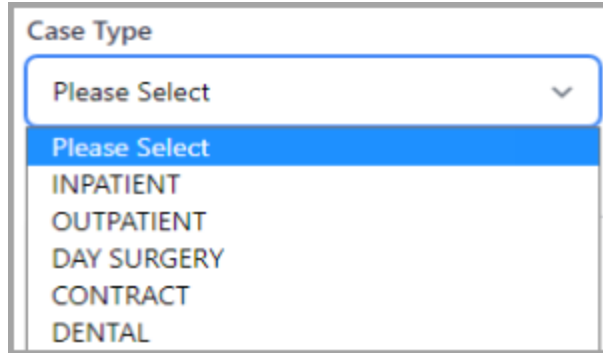 Case Type
Please Select
Please Select
INPATIENT
OUTPATIENT
DAY SURGERY
CONTRACT
DENTAL